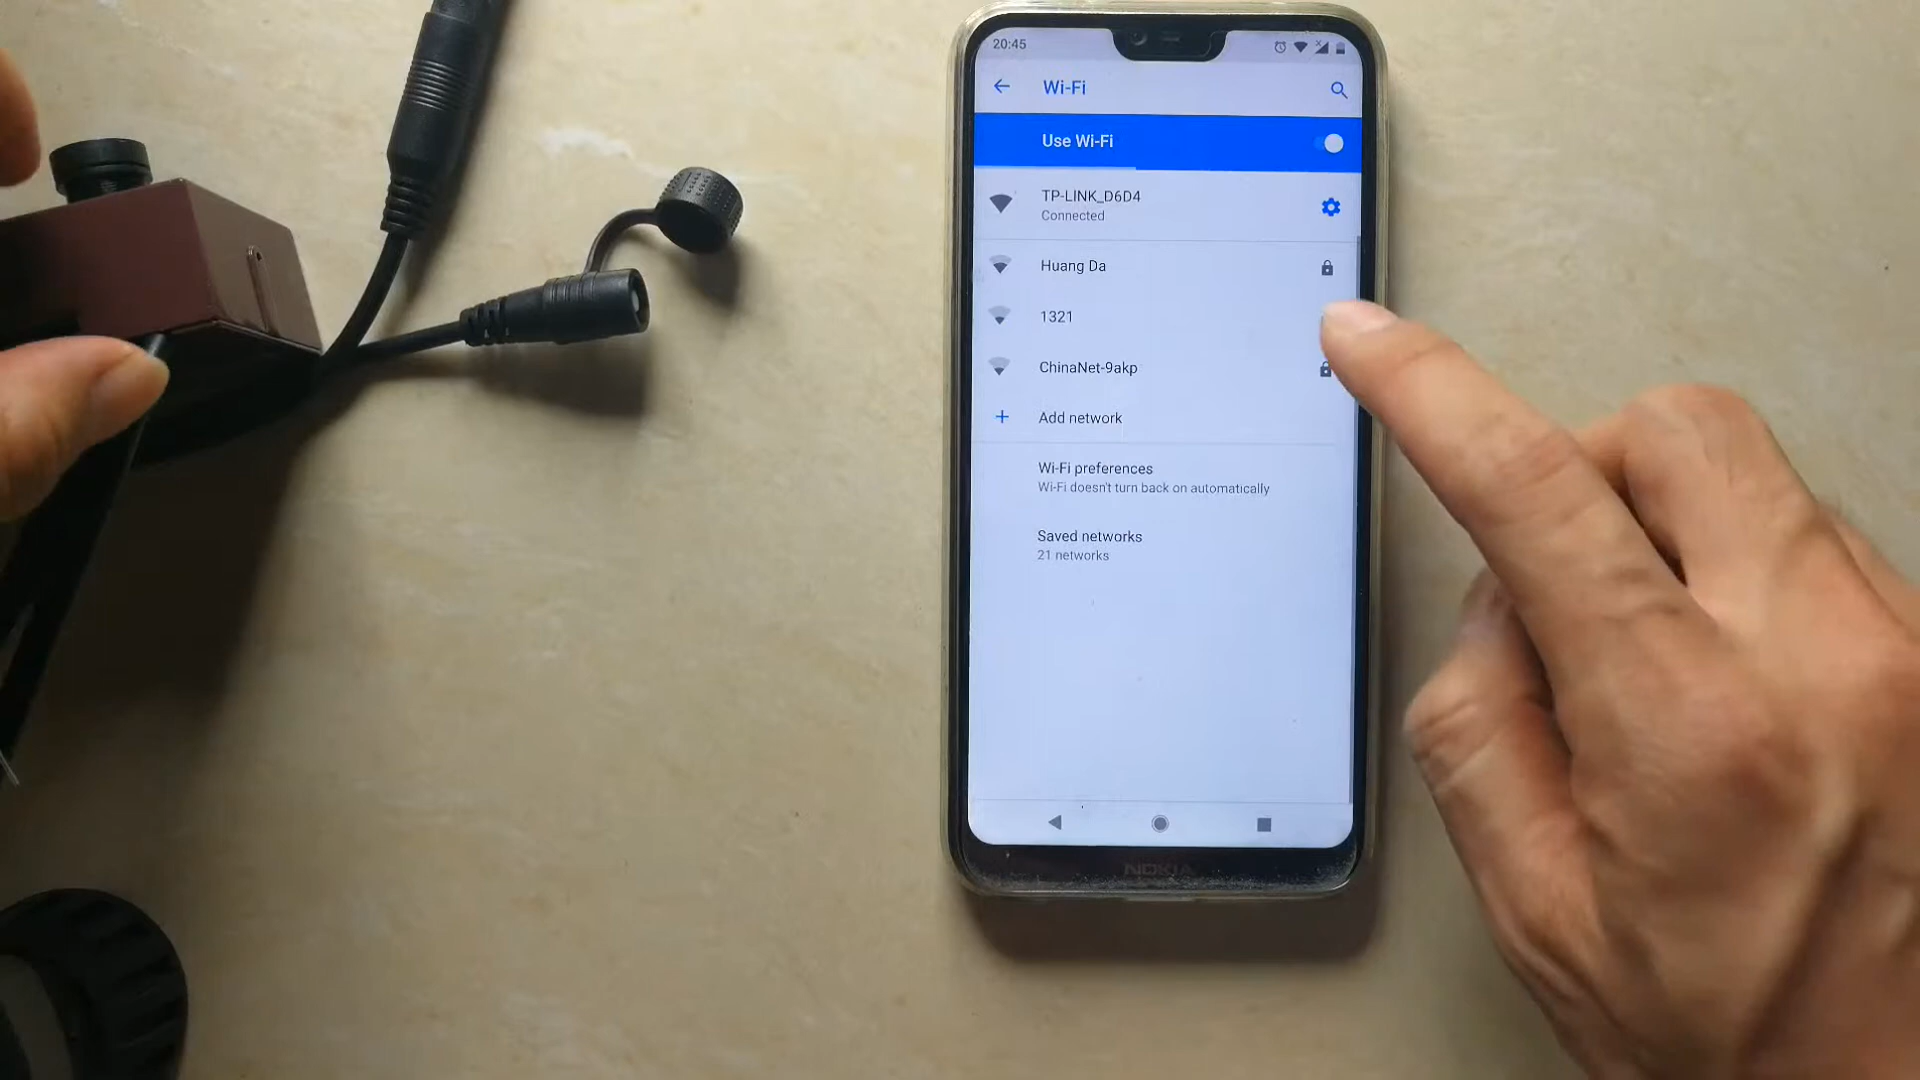 20:45
Wi-Fi
Use Wi-Fi
TP-LINK_D6D4
Connected
Huang Da
1321
ChinaNet-9akp
Add network
Wi-Fi preferences
Wi-Fi doesn't turn back on automatically
Saved networks
21 networks
NOKIA